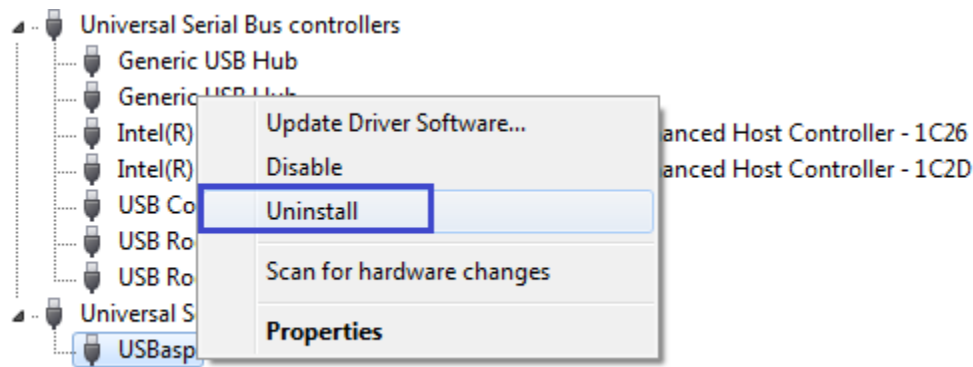 Universal Serial Bus controllers
Generic USB Hub
Generic USB Hub
Update Driver Software...
Intel(R) anced Host Controller - 1C26
Disable
Intel(R) anced Host Controller - 1C2D
Uninstall
USB Co
USB Ro
Scan for hardware changes
USB Ro
Universal S
Properties
USBasp